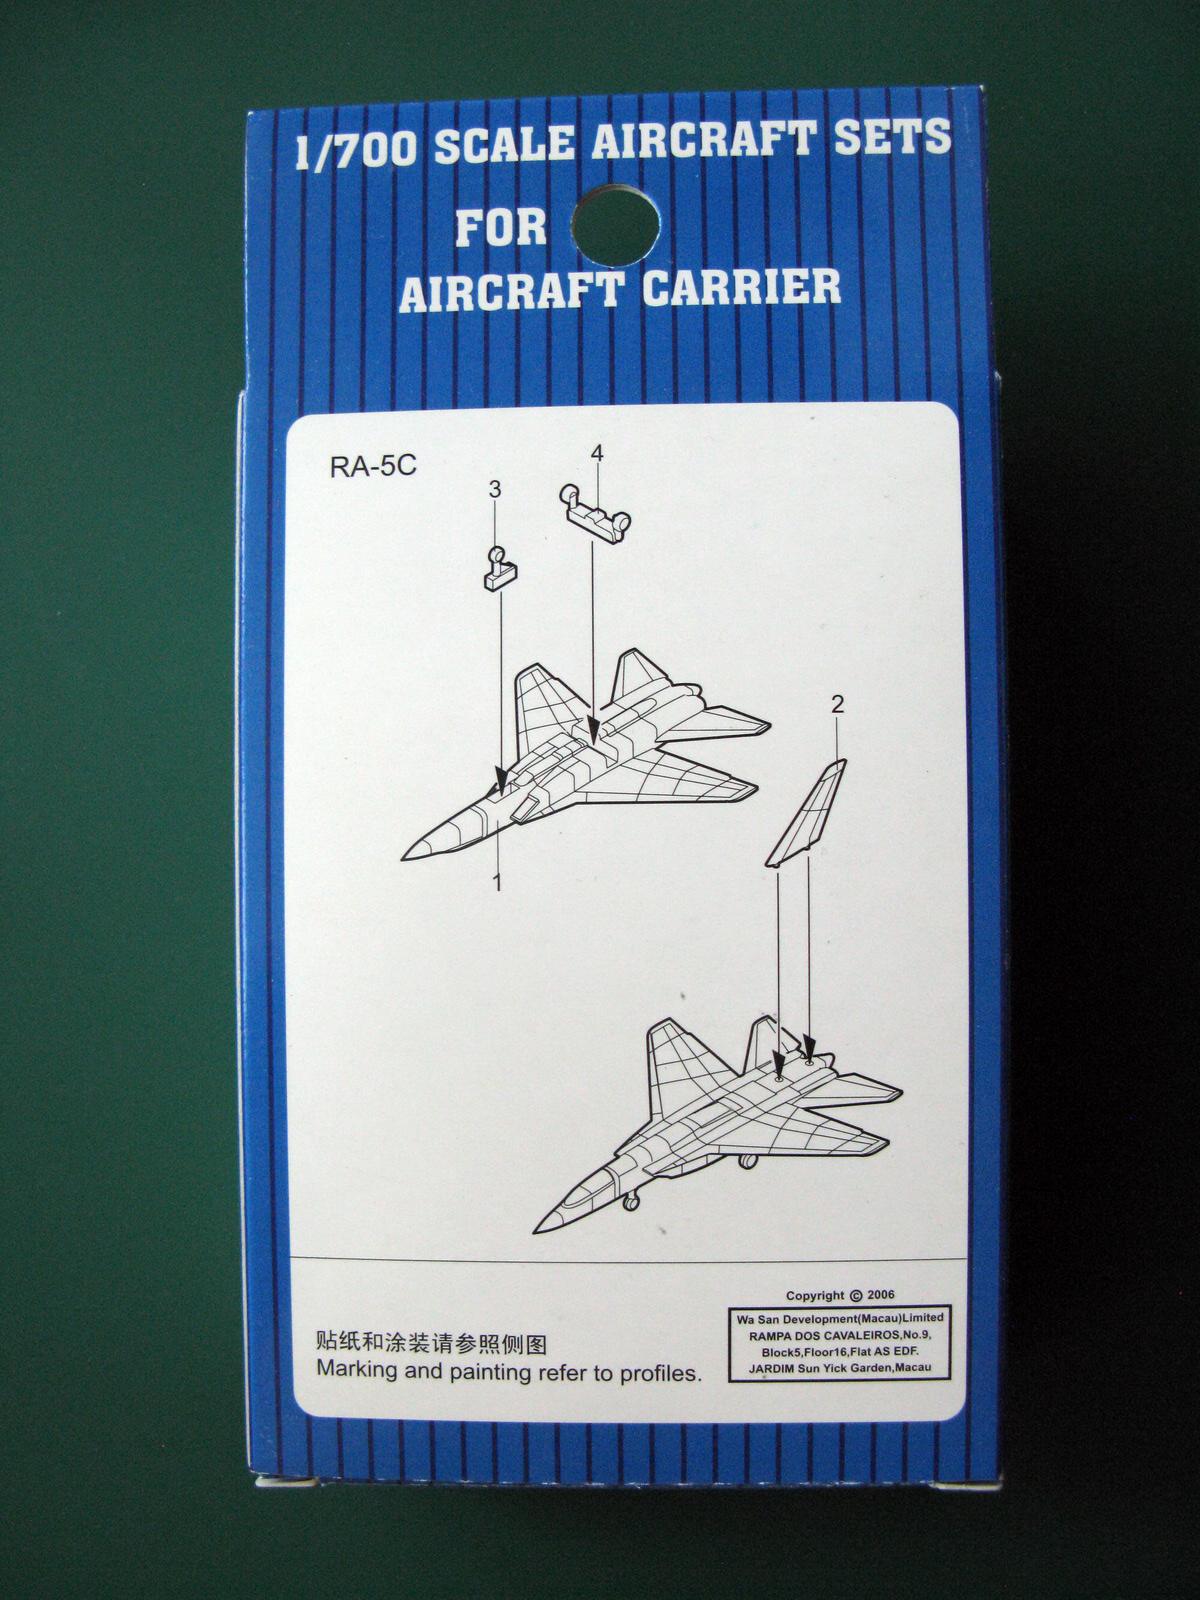 1/700 SCALE AIRCRAFT SETS
FOR
AIRCRAFT CARRIER
RA-5C
4
3
2
1
Copyright © 2006
Wa San Development(Macau)Limited
RAMPA DOS CAVALEIROS,No.9,
Block5,Floor16,Flat AS EDF.
JARDIM Sun Yick Garden,Macau
贴纸和涂装请参照侧图
Marking and painting refer to profiles.